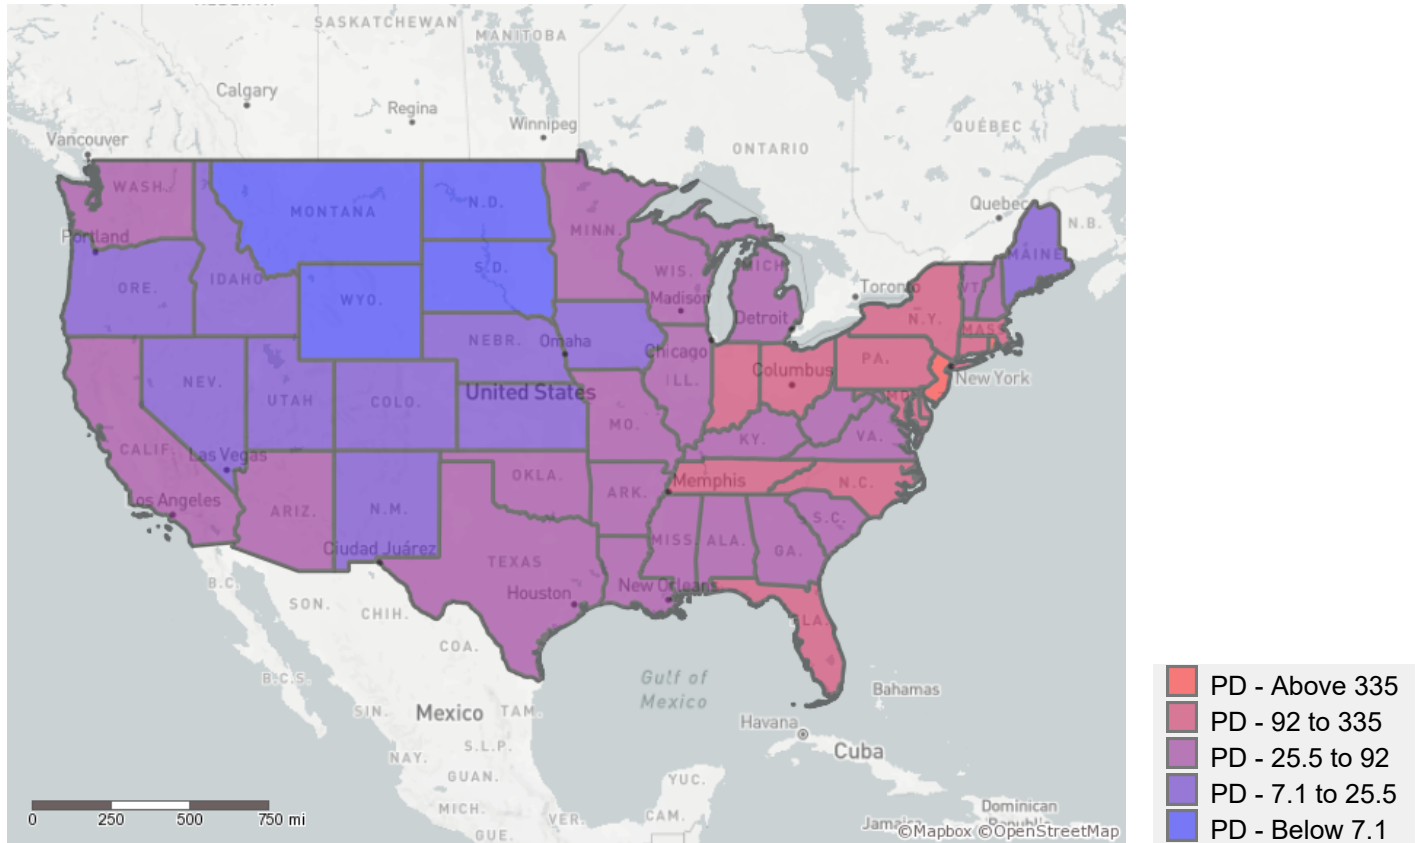 SASKATCHEWAN
MANITOBA
Calgary
Regina
Winnipeg
Vancouver
ONTARIO
QUÉBEC
Quebec
N.B.
WASH.
MONTANA
N.D.
MINN.
Portland
ORE.
IDAHO
WYO.
S.D.
WIS.
MICH
MAINE
Madison
Detroit
Toronto
VT.
N.Y.
MASS
NEV.
UTAH
COLO.
NEBR.
Omaha
Chicago
ILL.
Columbus
PA.
New York
United States
MD.
CALIF.
Las Vegas
MO.
KY.
VA.
Los Angeles
ARIZ.
N.M.
OKLA.
ARK.
Memphis
N.C.
S.C.
Ciudad Juárez
TEXAS
MISS.
ALA.
GA.
Houston
New Orleans
FLA.
B.C.
SON.
CHIH.
COA.
B.C.S.
Gulf of
Mexico
Bahamas
SIN.
Mexico
TAM.
Havana
Cuba
NAY.
S.L.P.
GUAN.
YUC.
MICH.
VER.
CAM.
GUE.
Jamaica
Dominican
Republic
0 250 500 750 mi
©Mapbox ©OpenStreetMap
PD - Above 335
PD - 92 to 335
PD - 25.5 to 92
PD - 7.1 to 25.5
PD - Below 7.1